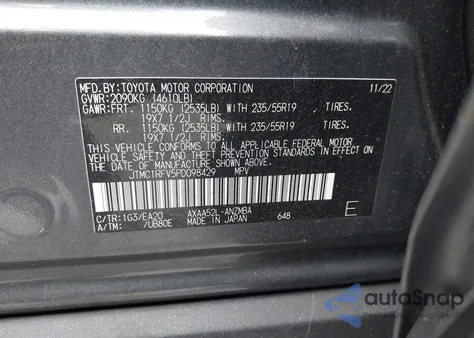 MFD.BY:TOYOTA MOTOR CORPORATION 11/22
GVWR:2090KG (4610LB)
GAWR:FRT. 1150KG (2535LB) WITH 235/55R19 TIRES,
19X7 1/2J RIMS.
RR. 1150KG (2535LB) WITH 235/55R19 TIRES,
19X7 1/2J RIMS.
THIS VEHICLE CONFORMS TO ALL APPLICABLE FEDERAL MOTOR
VEHICLE SAFETY AND BUMPER STANDARDS IN EFFECT ON
THE DATE OF MANUFACTURE SHOWN ABOVE.
JTMC1RFV5PD098429 MPV
C/TR:1G3/EA20 AXAA52L-ANZMBA
A/TM: /UB80E MADE IN JAPAN 648 E
autoSnap